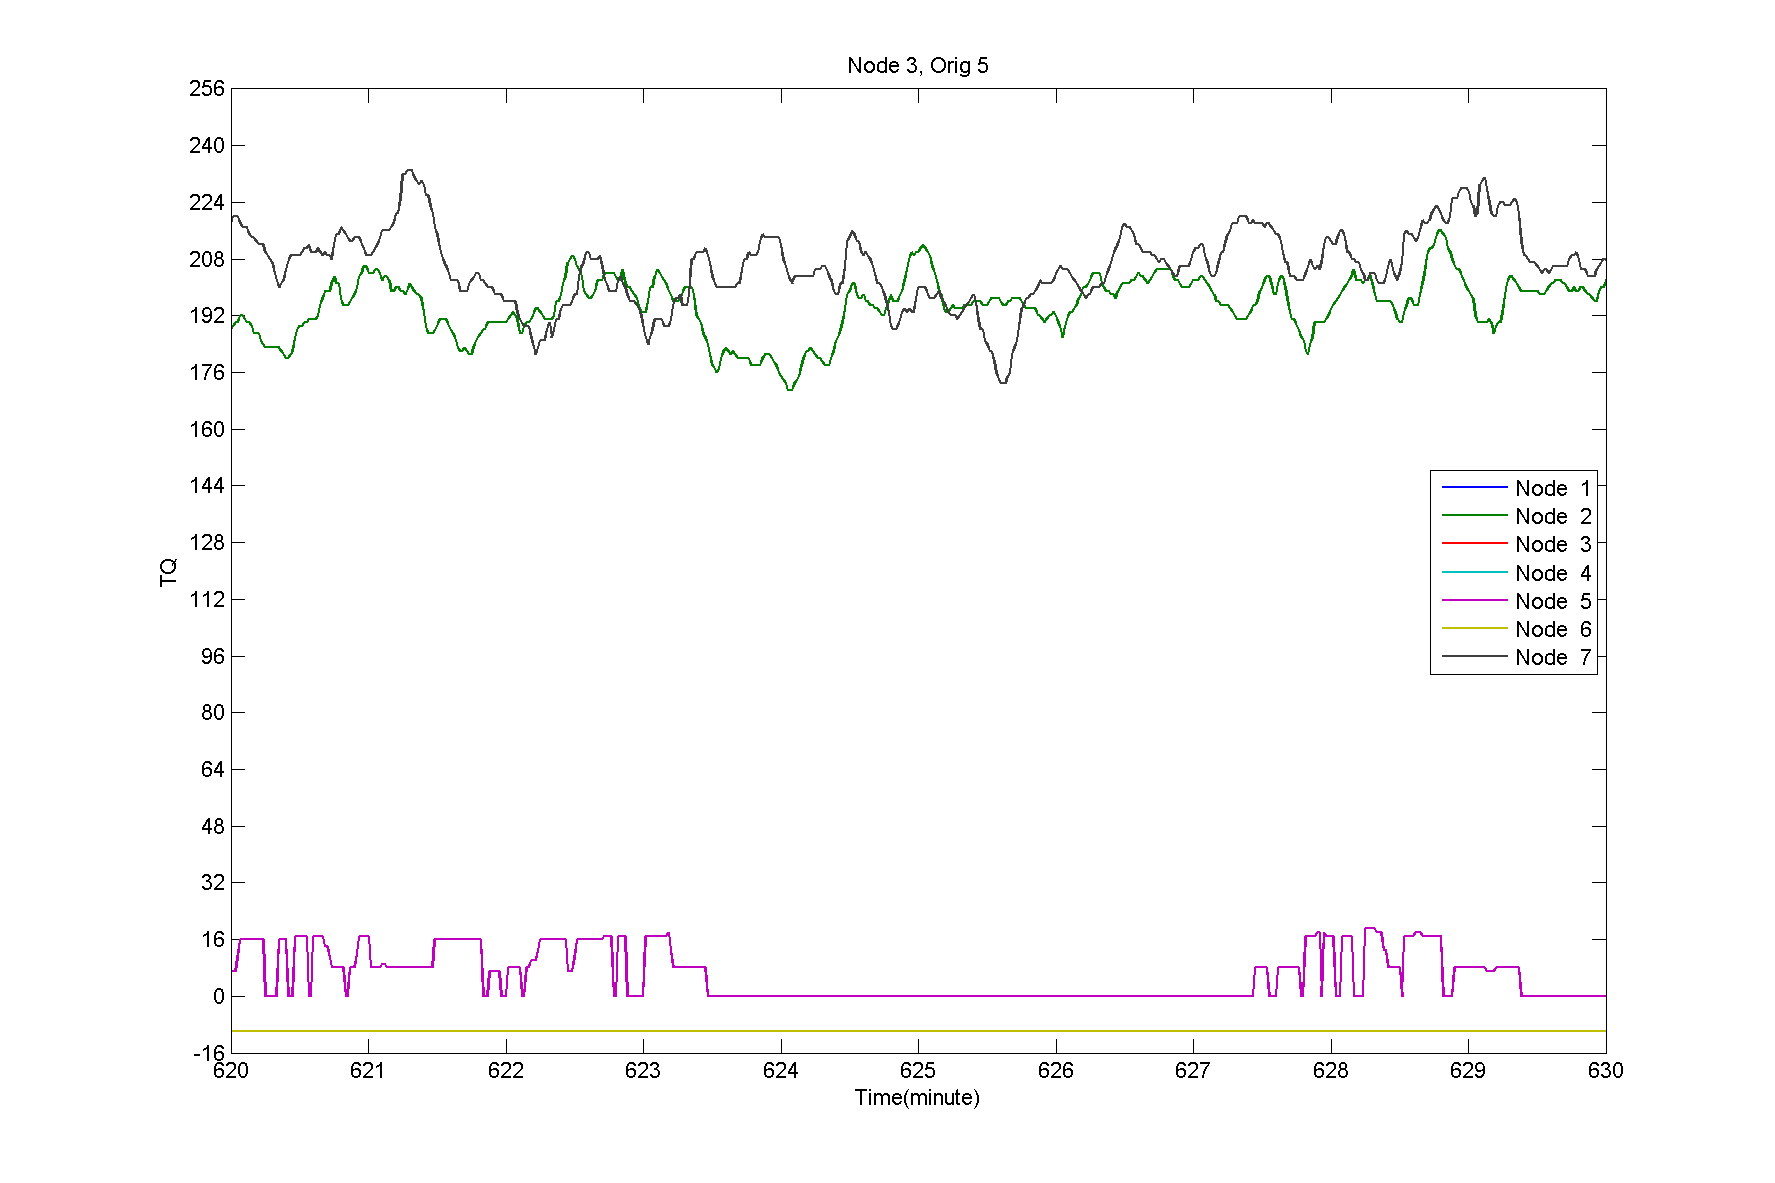 Node 3, Orig 5
256
240
224
208
192
176
160
144
128
112
96
80
64
48
32
16
0
-16
TQ
Node 1
Node 2
Node 3
Node 4
Node 5
Node 6
Node 7
620 621 622 623 624 625 626 627 628 629 630
Time(minute)